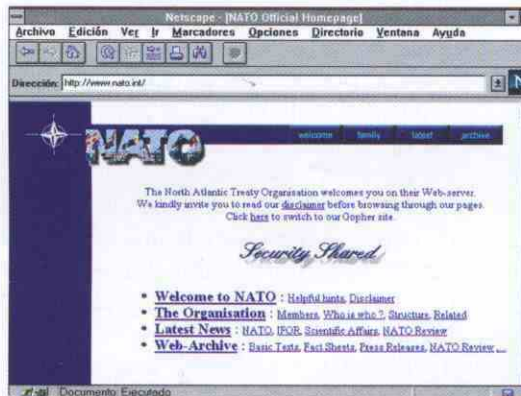 Netscape - [NATO Official Homepage]
Archivo Edición Ver Ir Marcadores Opciones Directorio Ventana Ayuda
Dirección: http://www.nato.int/
NATO
welcome family latest archive
The North Atlantic Treaty Organisation welcomes you on their Web-server.
We kindly invite you to read our disclaimer before browsing through our pages.
Click here to switch to our Gopher site.
Security Shared
• Welcome to NATO : Helpful hints, Disclaimer
• The Organisation : Members, Who is who ?, Structure, Related
• Latest News : NATO, IFOR, Scientific Affairs, NATO Review
• Web-Archive : Basic Texts, Fact Sheets, Press Releases, NATO Review ,...
Documento: Ejecutado